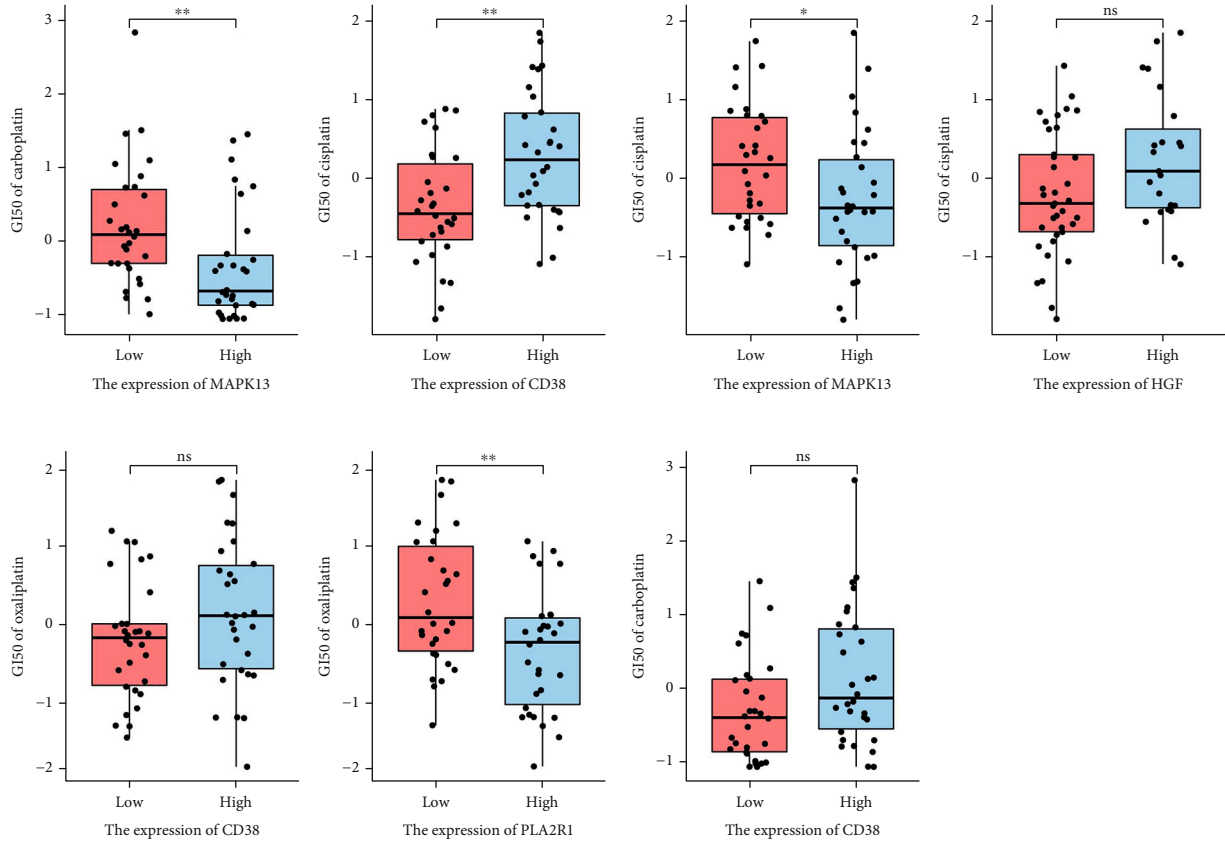 **
3
2
1
0
−1
GI50 of carboplatin
Low
High
The expression of MAPK13
**
2
1
0
−1
GI50 of cisplatin
Low
High
The expression of CD38
*
2
1
0
−1
GI50 of cisplatin
Low
High
The expression of MAPK13
ns
2
1
0
−1
GI50 of cisplatin
Low
High
The expression of HGF
ns
2
1
0
−1
−2
GI50 of oxaliplatin
Low
High
The expression of CD38
**
2
1
0
−1
−2
GI50 of oxaliplatin
Low
High
The expression of PLA2R1
ns
3
2
1
0
−1
GI50 of carboplatin
Low
High
The expression of CD38